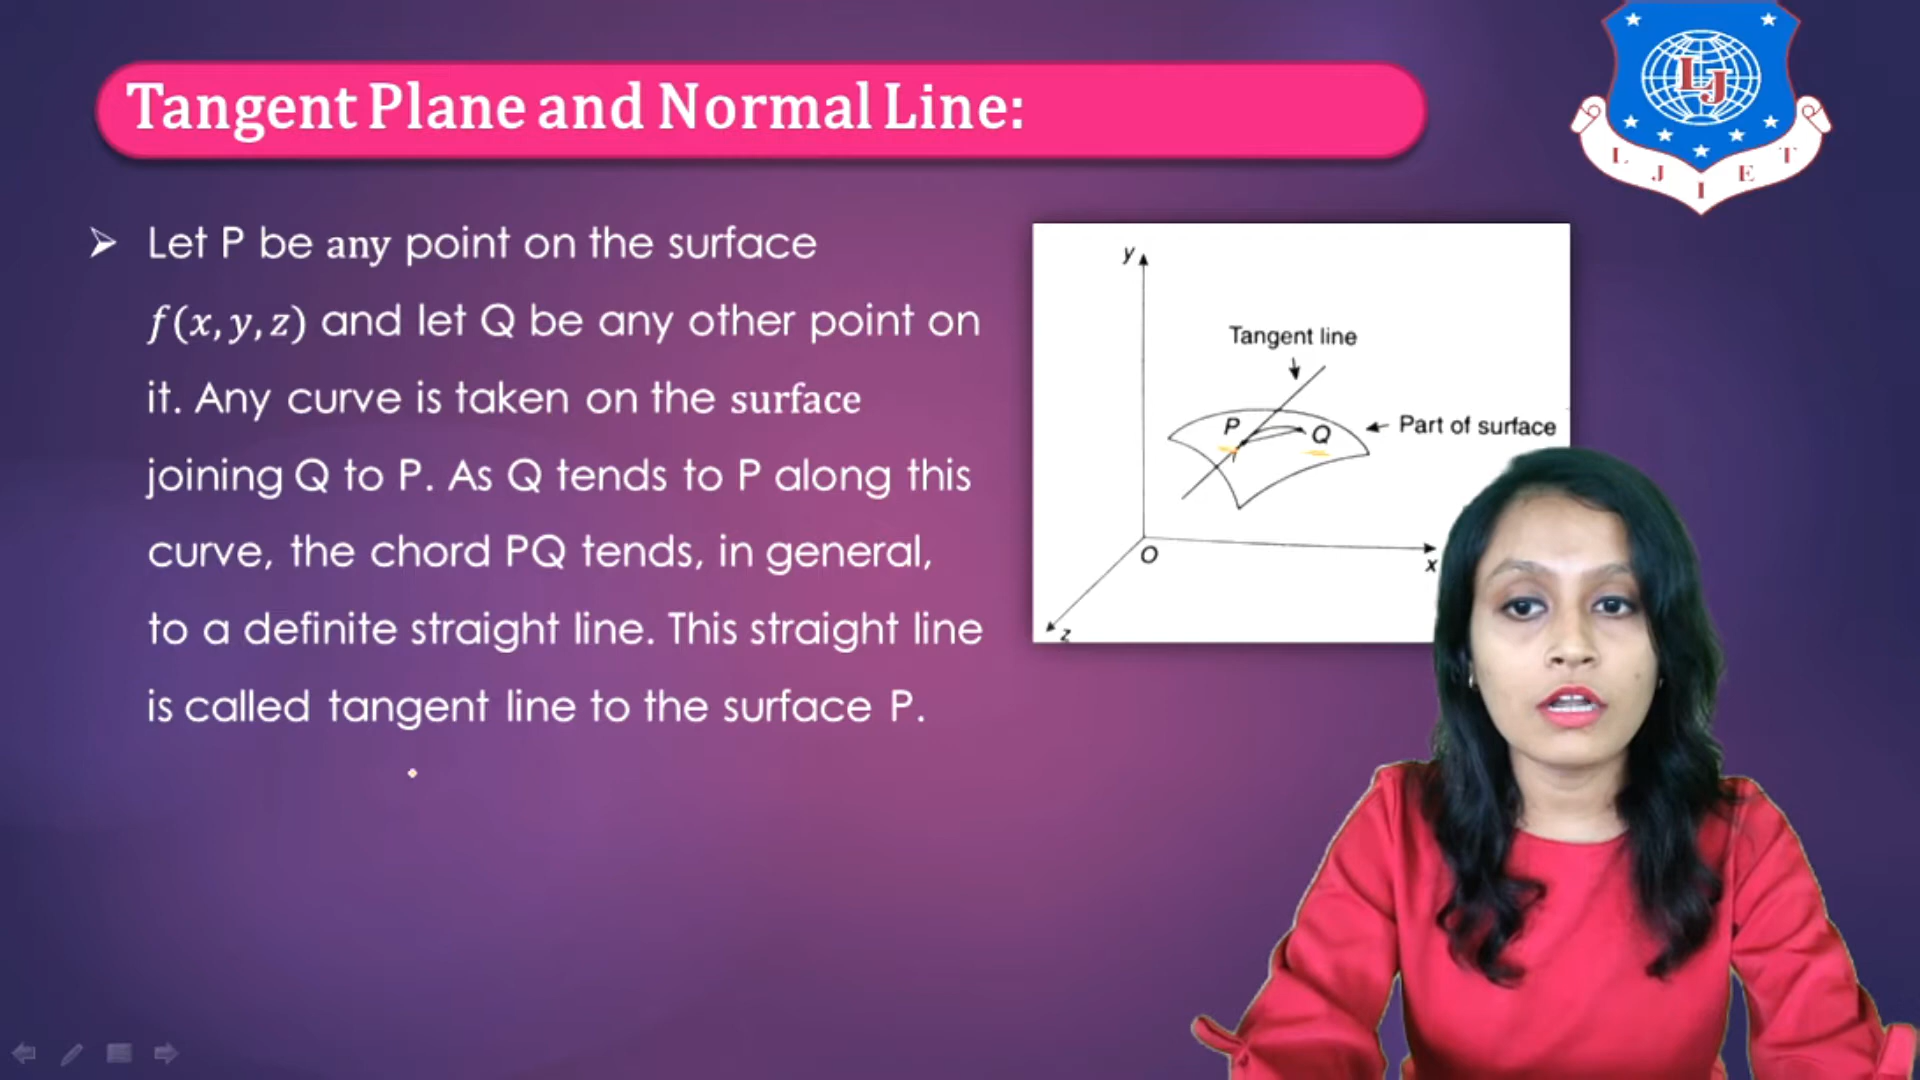 Tangent Plane and Normal Line:
LJ
L J I E T
➢ Let P be any point on the surface
f(x, y, z) and let Q be any other point on
it. Any curve is taken on the surface
joining Q to P. As Q tends to P along this
curve, the chord PQ tends, in general,
to a definite straight line. This straight line
is called tangent line to the surface P.
y
Tangent line
P
Q
Part of surface
O
x
z